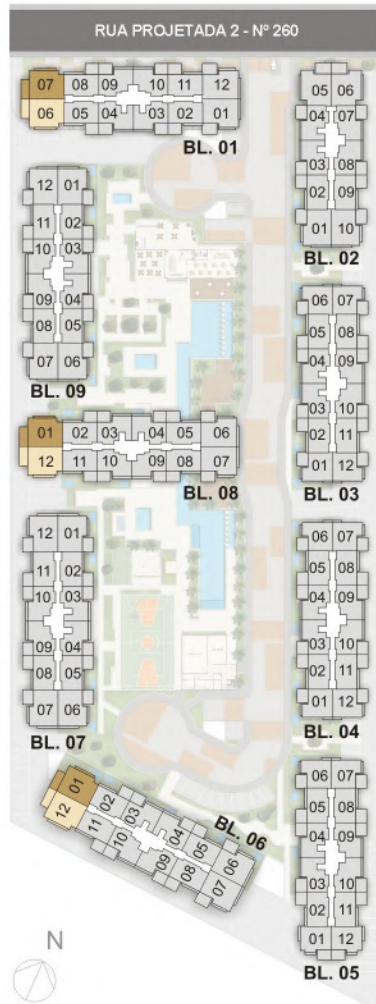 RUA PROJETADA 2 - Nº 260
07 08 09 10 11 12
06 05 04 03 02 01
BL. 01
05 06
04 07
03 08
02 09
01 10
BL. 02
12 01
11 02
10 03
09 04
08 05
07 06
BL. 09
06 07
05 08
04 09
03 10
02 11
01 12
BL. 03
01 02 03 04 05 06
12 11 10 09 08 07
BL. 08
12 01
11 02
10 03
09 04
08 05
07 06
BL. 07
06 07
05 08
04 09
03 10
02 11
01 12
BL. 04
01 02 03 04 05 06
12 11 10 09 08 07
BL. 06
06 07
05 08
04 09
03 10
02 11
01 12
BL. 05
N